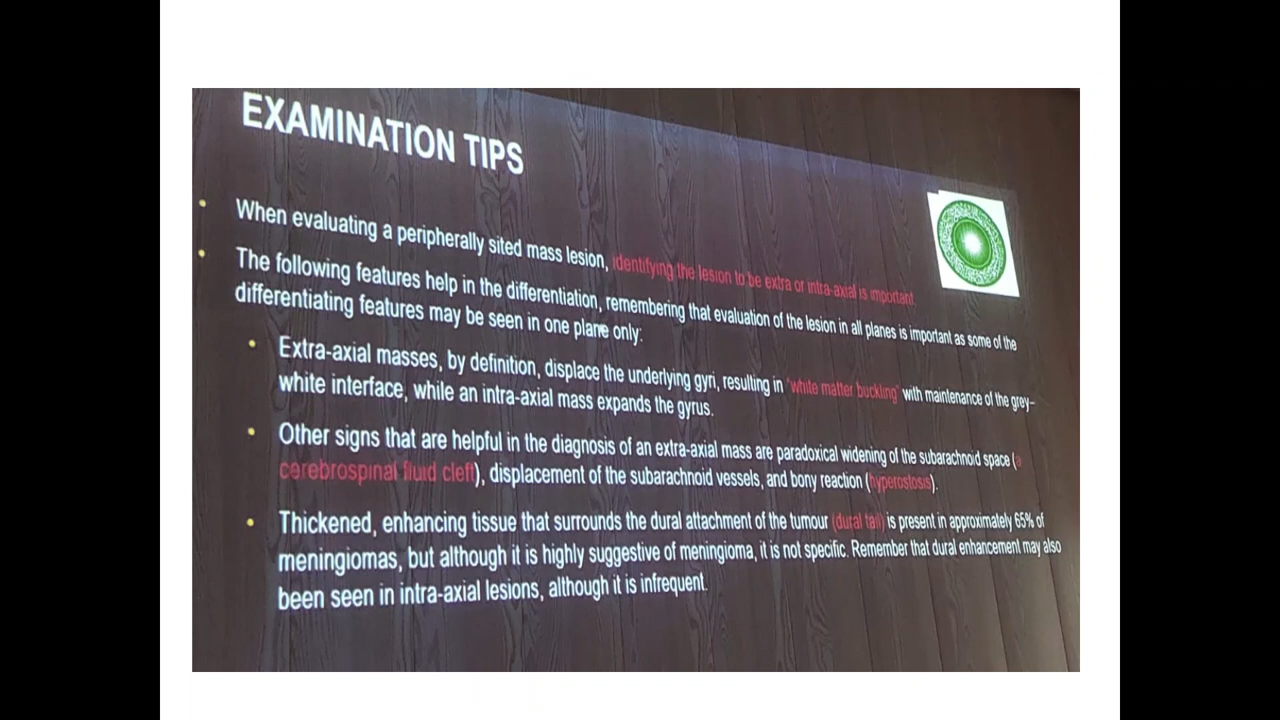 EXAMINATION TIPS
• When evaluating a peripherally sited mass lesion, identifying the lesion to be extra or intra-axial is important.
• The following features help in the differentiation, remembering that evaluation of the lesion in all planes is important as some of the
differentiating features may be seen in one plane only:
• Extra-axial masses, by definition, displace the underlying gyri, resulting in "white matter buckling" with maintenance of the grey–
white interface, while an intra-axial mass expands the gyrus.
• Other signs that are helpful in the diagnosis of an extra-axial mass are paradoxical widening of the subarachnoid space (a
cerebrospinal fluid cleft), displacement of the subarachnoid vessels, and bony reaction (hyperostosis).
• Thickened, enhancing tissue that surrounds the dural attachment of the tumour (dural tail) is present in approximately 65% of
meningiomas, but although it is highly suggestive of meningioma, it is not specific. Remember that dural enhancement may also
been seen in intra-axial lesions, although it is infrequent.